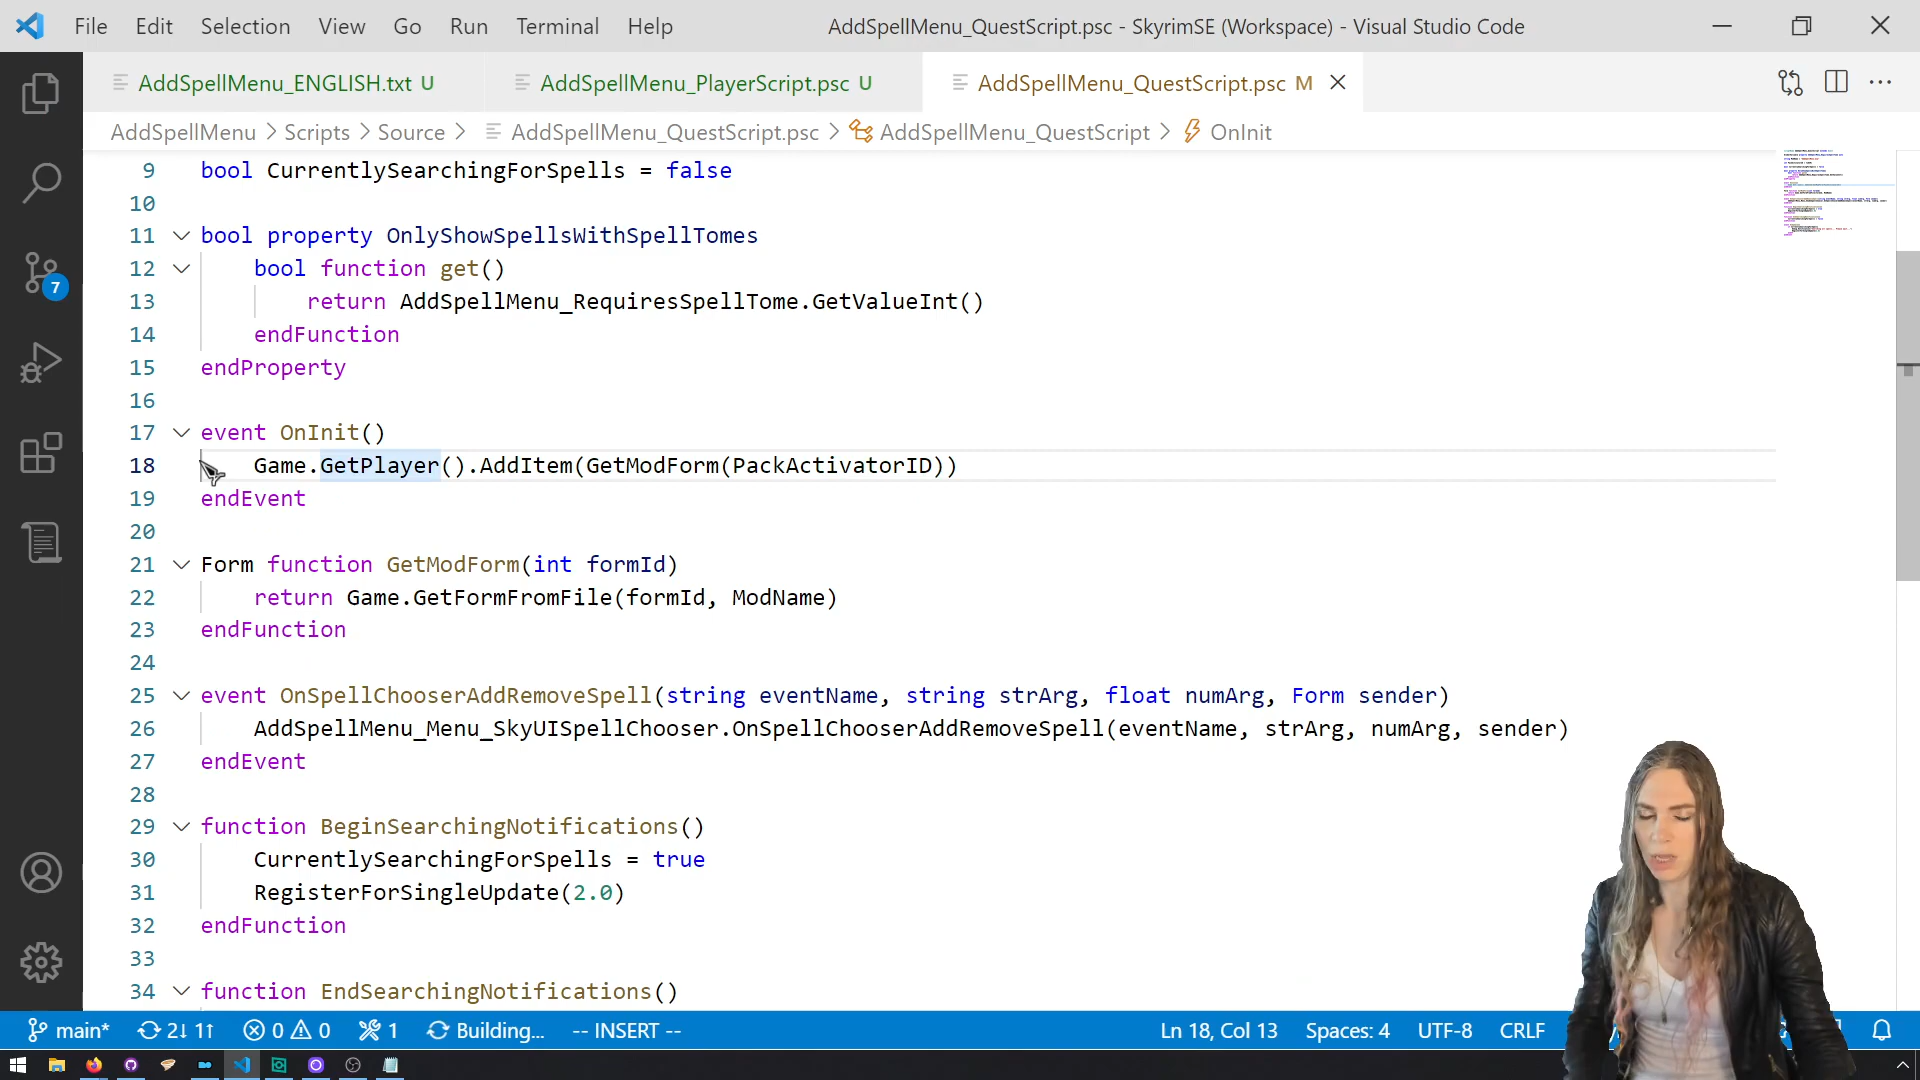 File Edit Selection View Go Run Terminal Help AddSpellMenu_QuestScript.psc - SkyrimSE (Workspace) - Visual Studio Code
AddSpellMenu_ENGLISH.txt U AddSpellMenu_PlayerScript.psc U AddSpellMenu_QuestScript.psc M
AddSpellMenu > Scripts > Source > AddSpellMenu_QuestScript.psc > AddSpellMenu_QuestScript > OnInit
9 bool CurrentlySearchingForSpells = false
10
11 bool property OnlyShowSpellsWithSpellTomes
12 bool function get()
13 return AddSpellMenu_RequiresSpellTome.GetValueInt()
14 endFunction
15 endProperty
16
17 event OnInit()
18 Game.GetPlayer().AddItem(GetModForm(PackActivatorID))
19 endEvent
20
21 Form function GetModForm(int formId)
22 return Game.GetFormFromFile(formId, ModName)
23 endFunction
24
25 event OnSpellChooserAddRemoveSpell(string eventName, string strArg, float numArg, Form sender)
26 AddSpellMenu_Menu_SkyUISpellChooser.OnSpellChooserAddRemoveSpell(eventName, strArg, numArg, sender)
27 endEvent
28
29 function BeginSearchingNotifications()
30 CurrentlySearchingForSpells = true
31 RegisterForSingleUpdate(2.0)
32 endFunction
33
34 function EndSearchingNotifications()
7
main* 2↓ 1↑ 0 0 1 Building... -- INSERT -- Ln 18, Col 13 Spaces: 4 UTF-8 CRLF